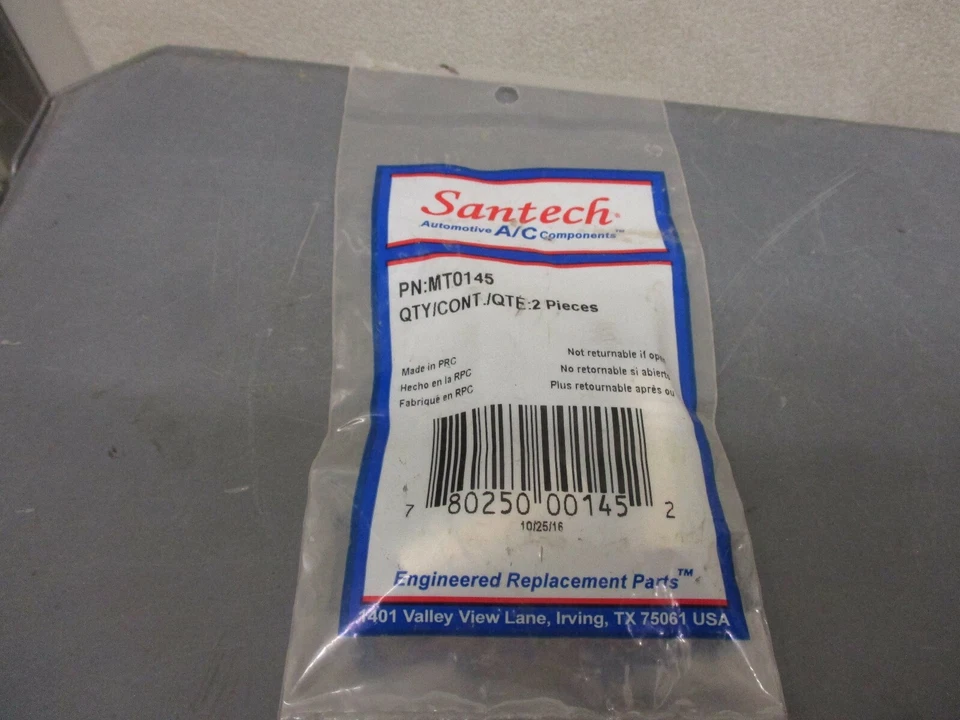 Santech®
Automotive A/C Components™
PN:MT0145
QTY/CONT./QTE:2 Pieces
Made in PRC
Hecho en la RPC
Fabriqué en RPC
Not returnable if
No retornable si
Plus retournable après
7 80250 00145 2
10/25/16
Engineered Replacement Parts™
1401 Valley View Lane, Irving, TX 75061 USA